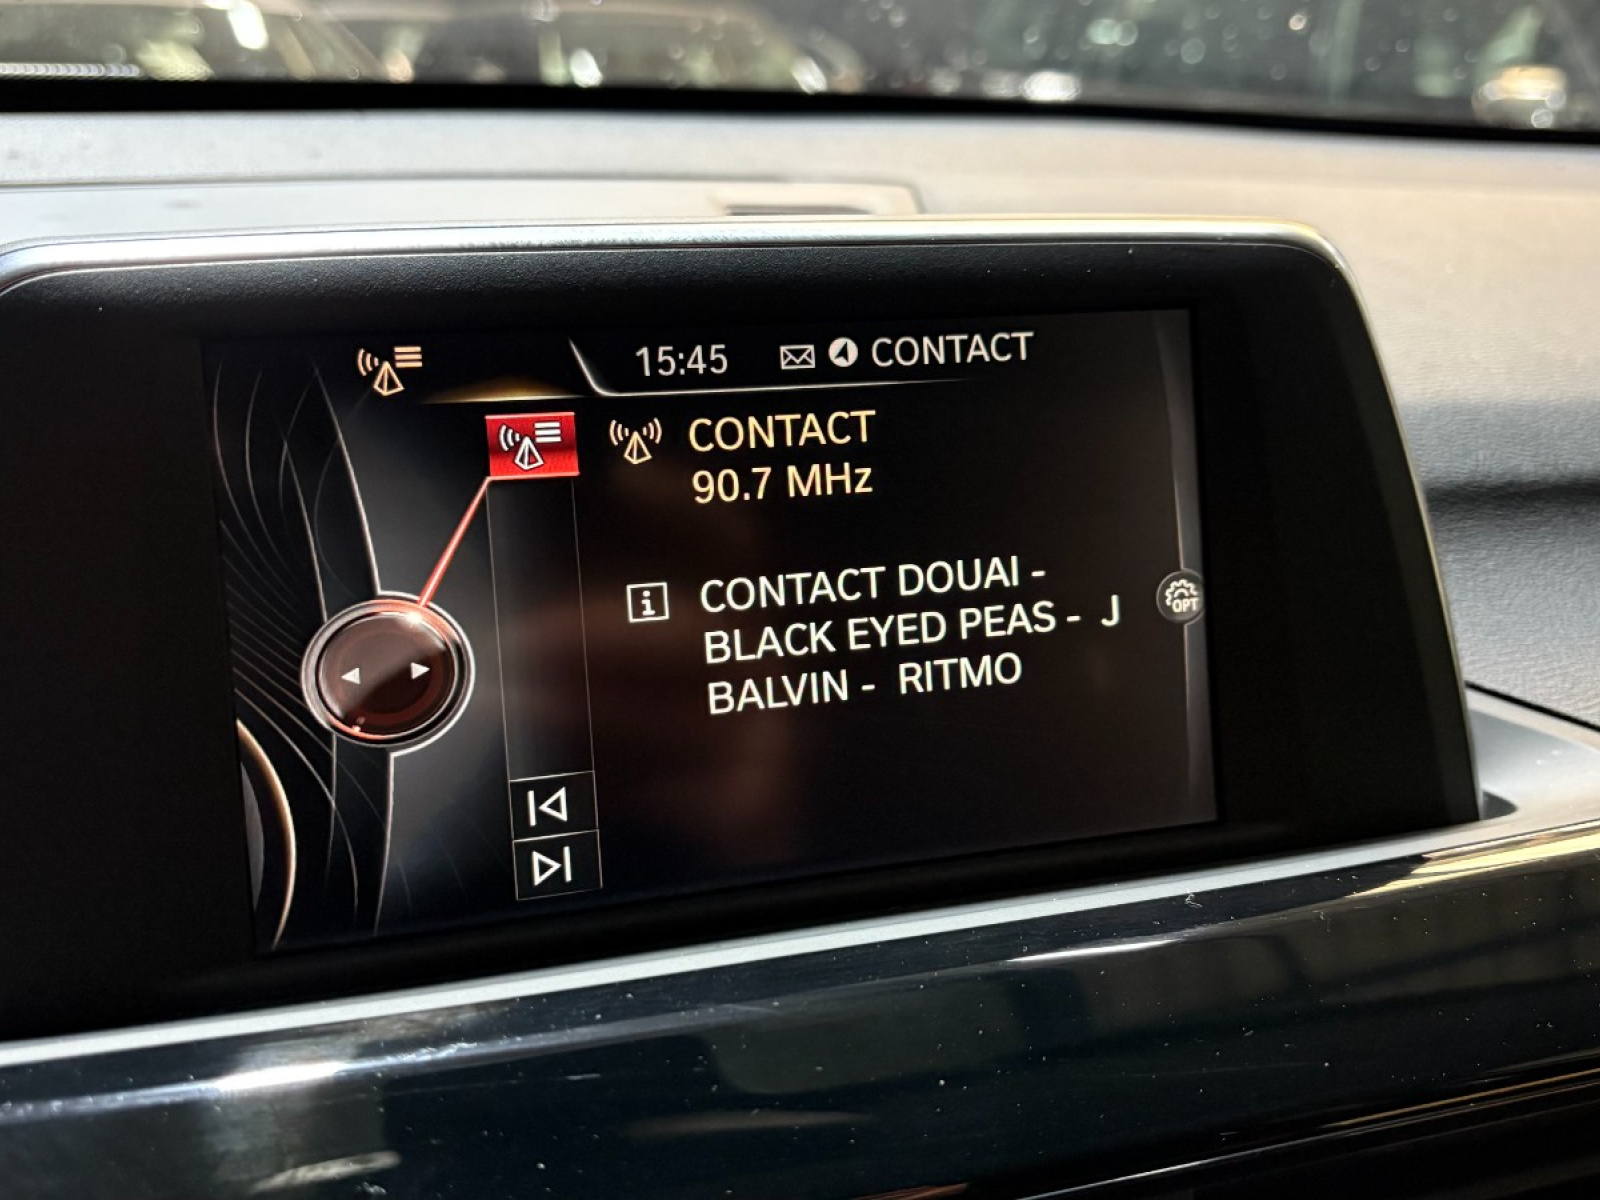 15:45 CONTACT
CONTACT
90.7 MHz
CONTACT DOUAI -
BLACK EYED PEAS - J
BALVIN - RITMO
OPT